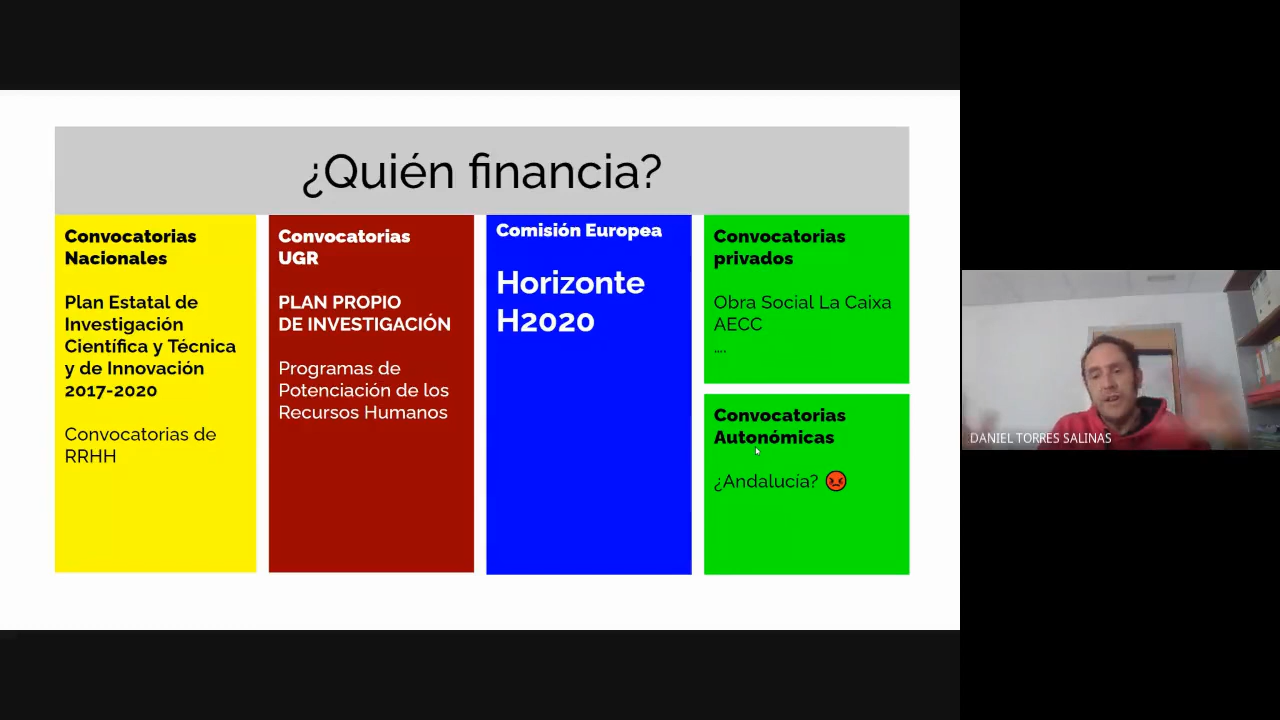 ¿Quién financia?
Convocatorias
Nacionales
Plan Estatal de
Investigación
Científica y Técnica
y de Innovación
2017-2020
Convocatorias de
RRHH
Convocatorias
UGR
PLAN PROPIO
DE INVESTIGACIÓN
Programas de
Potenciación de los
Recursos Humanos
Comisión Europea
Horizonte
H2020
Convocatorias
privados
Obra Social La Caixa
AECC
...
Convocatorias
Autonómicas
¿Andalucía? 😡
DANIEL TORRES SALINAS